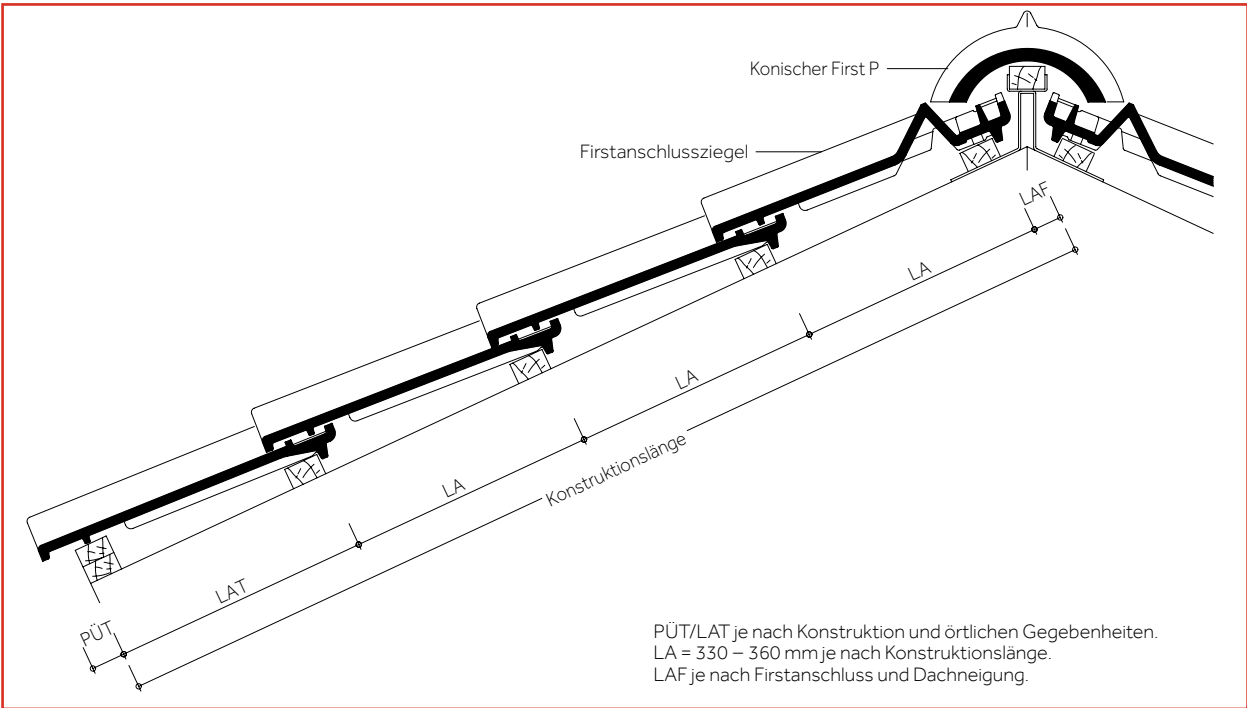 Konischer First P
Firstanschlussziegel
LAF
LA
LA
LA
Konstruktionslänge
LAT
PÜT
PÜT/LAT je nach Konstruktion und örtlichen Gegebenheiten.
LA = 330 – 360 mm je nach Konstruktionslänge.
LAF je nach Firstanschluss und Dachneigung.